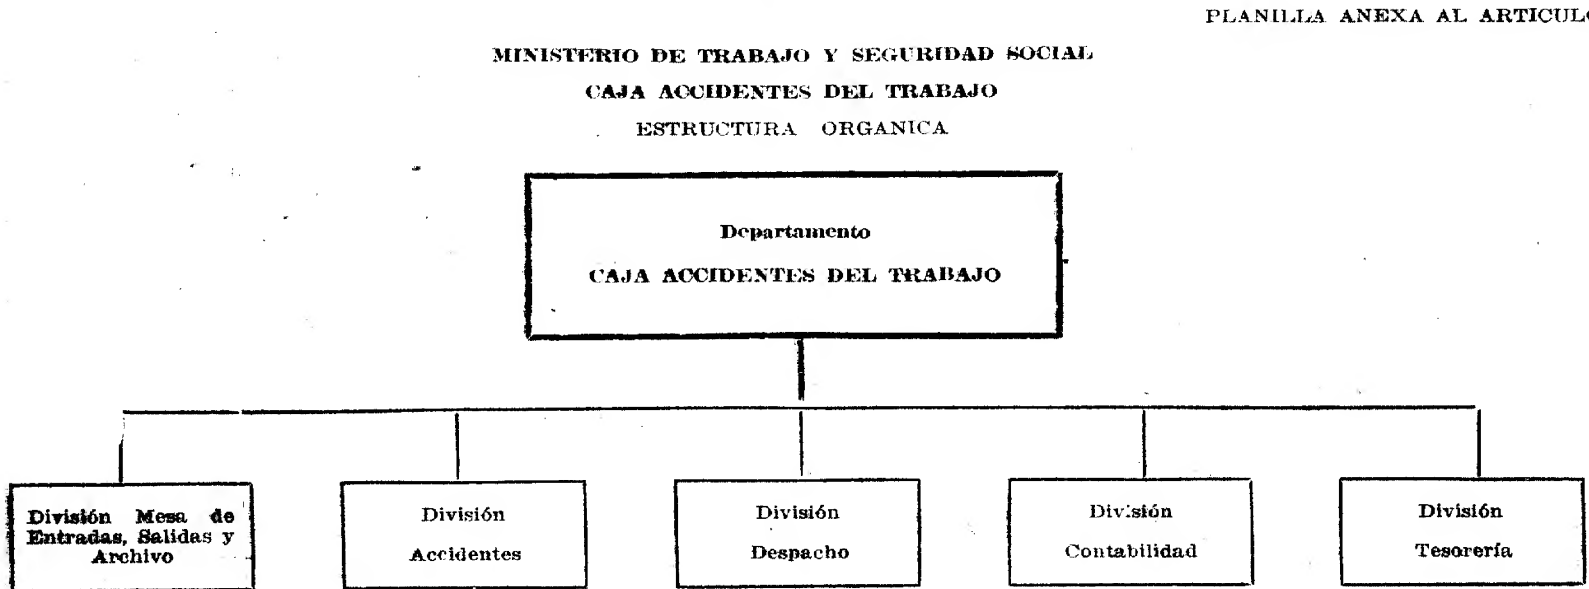 PLANILLA ANEXA AL ARTICULO
MINISTERIO DE TRABAJO Y SEGURIDAD SOCIAL
CAJA ACCIDENTES DEL TRABAJO
ESTRUCTURA ORGANICA
Departamento
CAJA ACCIDENTES DEL TRABAJO
División Mesa de
Entradas, Salidas y
Archivo
División
Accidentes
División
Despacho
División
Contabilidad
División
Tesorería